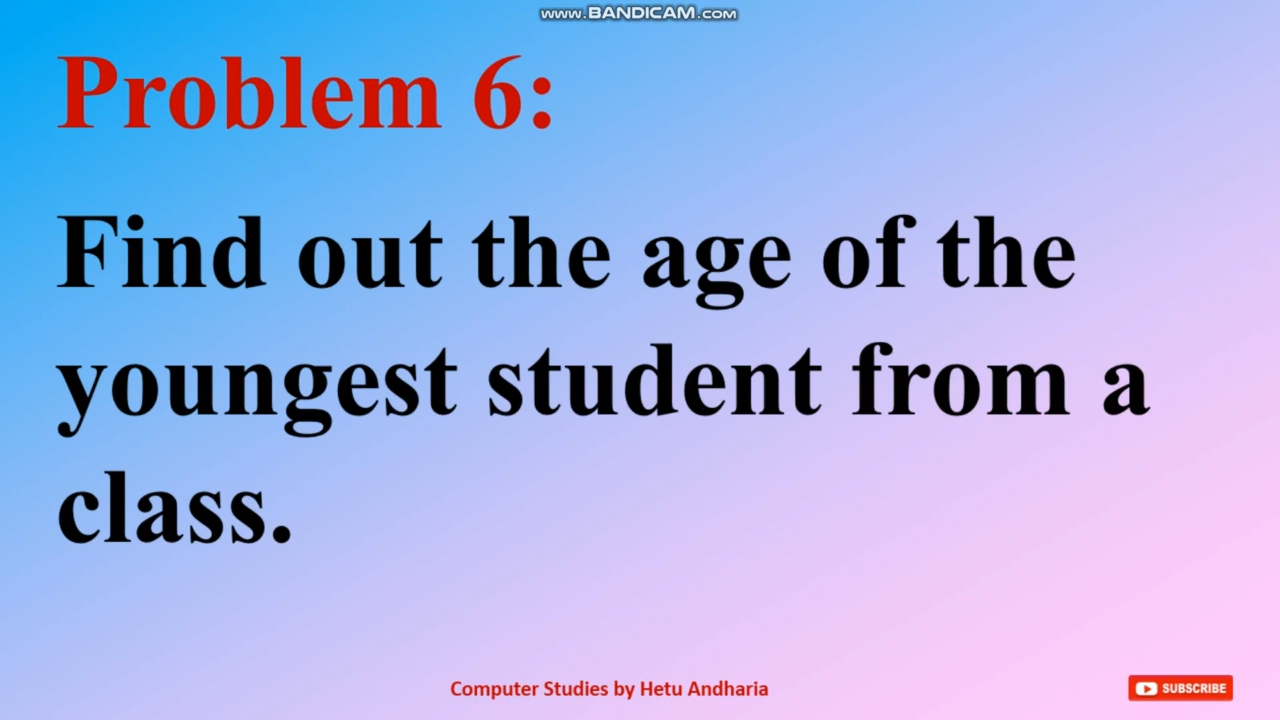 www.BANDICAM.com
Problem 6:
Find out the age of the
youngest student from a
class.
Computer Studies by Hetu Andharia
SUBSCRIBE